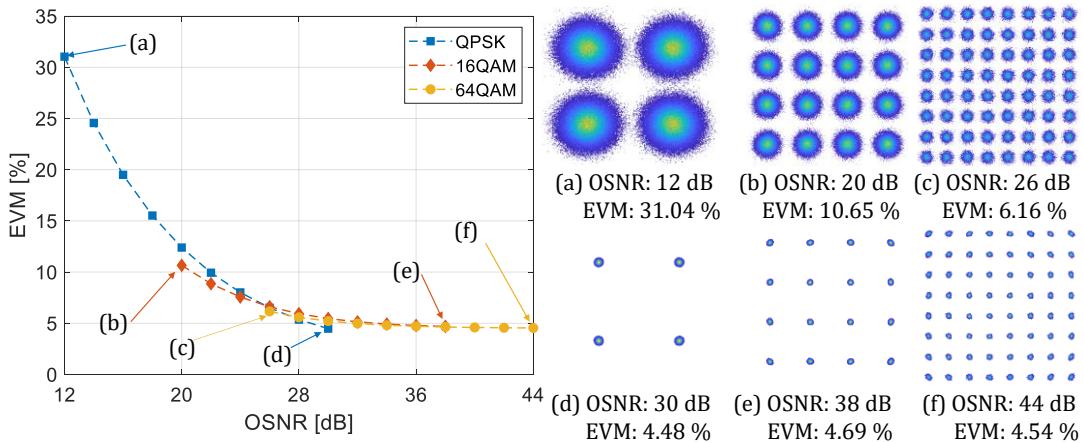 35
30
25
20
15
10
5
0
EVM [%]
12
20
28
36
44
OSNR [dB]
QPSK
16QAM
64QAM
(a)
(b)
(c)
(d)
(e)
(f)
(a) OSNR: 12 dB
EVM: 31.04 %
(b) OSNR: 20 dB
EVM: 10.65 %
(c) OSNR: 26 dB
EVM: 6.16 %
(d) OSNR: 30 dB
EVM: 4.48 %
(e) OSNR: 38 dB
EVM: 4.69 %
(f) OSNR: 44 dB
EVM: 4.54 %